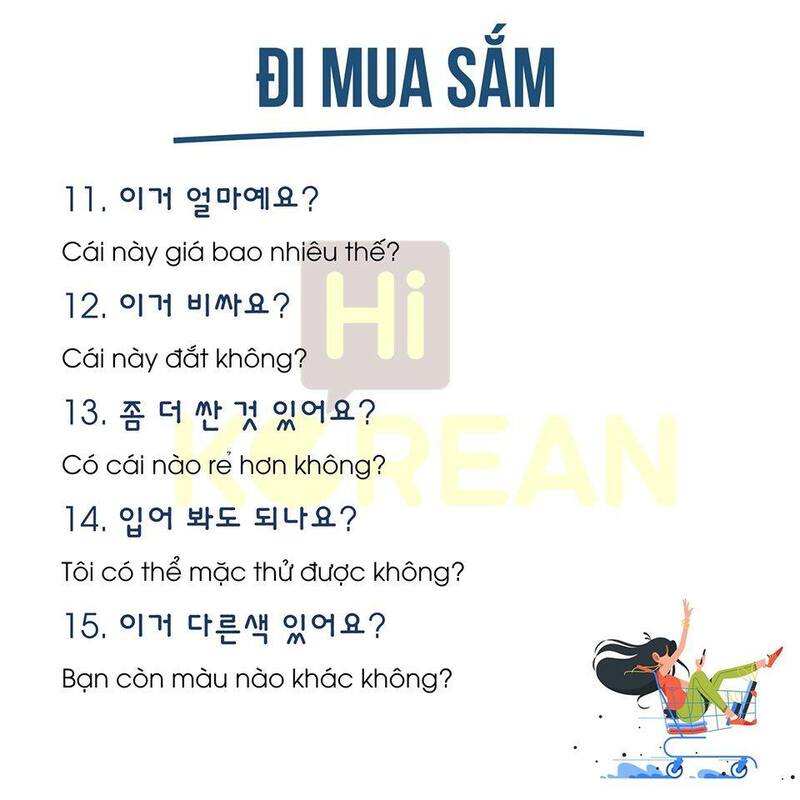 ĐI MUA SẮM
11. 이거 얼마예요?
Cái này giá bao nhiêu thế?
12. 이거 비싸요?
Cái này đắt không?
13. 좀 더 싼 것 있어요?
Có cái nào rẻ hơn không?
14. 입어 봐도 되나요?
Tôi có thể mặc thử được không?
15. 이거 다른색 있어요?
Bạn còn màu nào khác không?
Hi
KOREAN